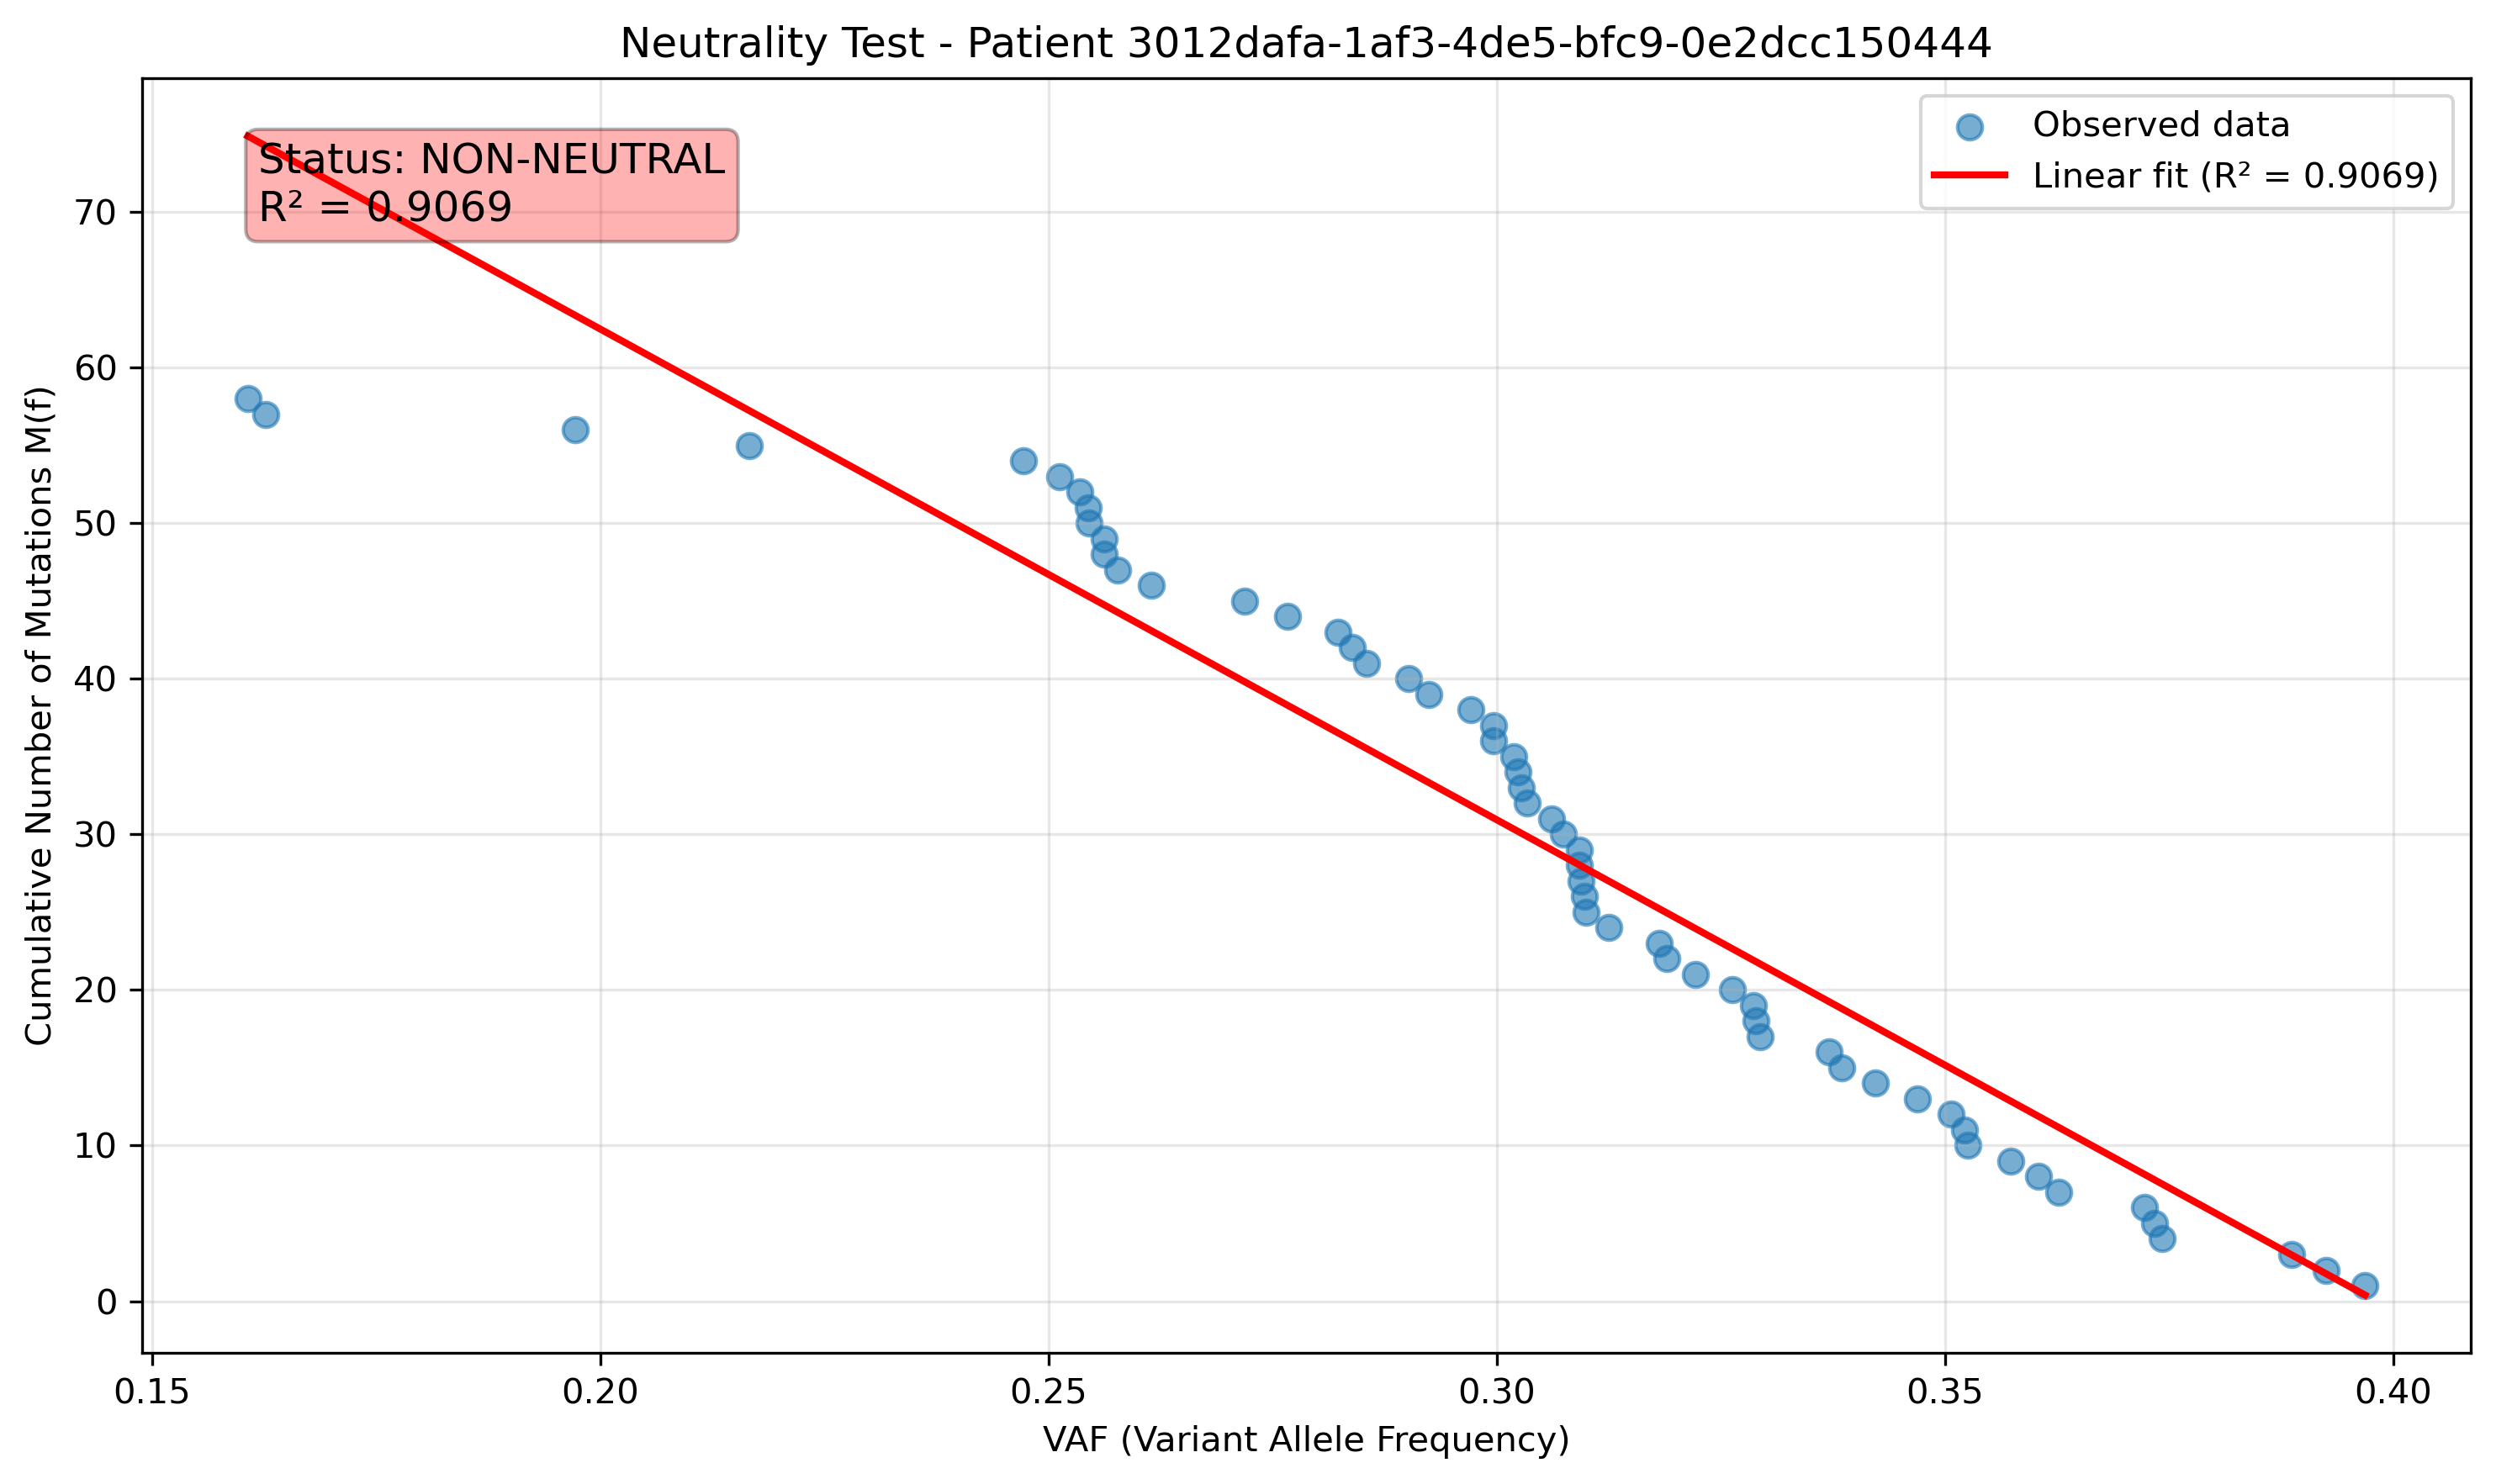 Neutrality Test - Patient 3012dafa-1af3-4de5-bfc9-0e2dcc150444
Status: NON-NEUTRAL
R² = 0.9069
Observed data
Linear fit (R² = 0.9069)
Cumulative Number of Mutations M(f)
70
60
50
40
30
20
10
0
0.15
0.20
0.25
0.30
0.35
0.40
VAF (Variant Allele Frequency)